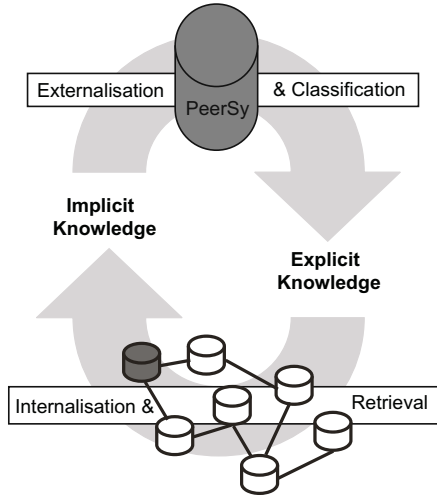 Externalisation & Classification
PeerSy
Implicit
Knowledge
Explicit
Knowledge
Internalisation & Retrieval